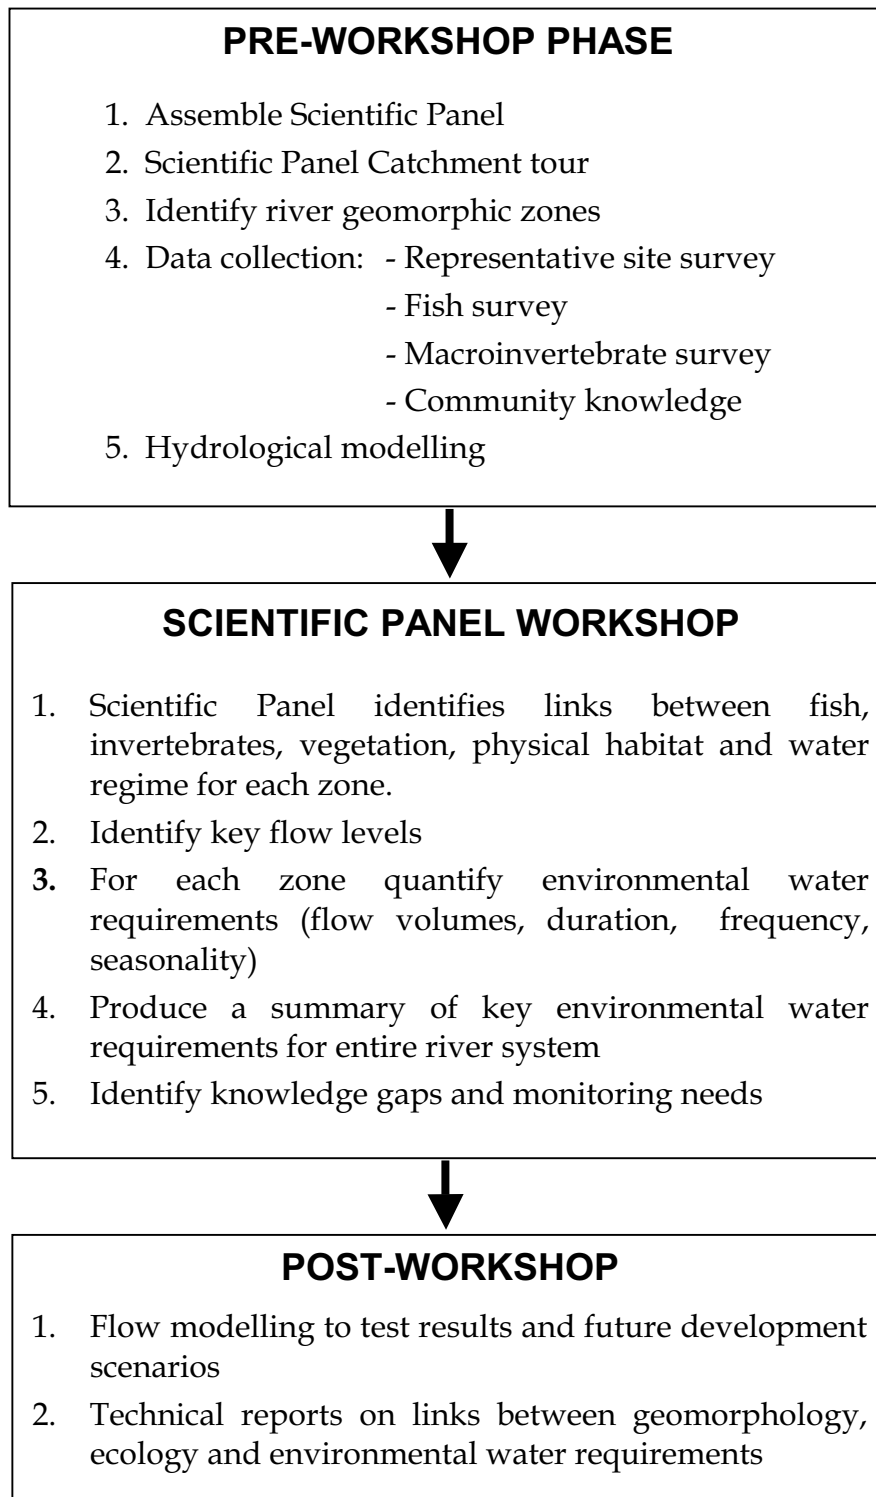 PRE-WORKSHOP PHASE
1. Assemble Scientific Panel
2. Scientific Panel Catchment tour
3. Identify river geomorphic zones
4. Data collection: - Representative site survey
- Fish survey
- Macroinvertebrate survey
- Community knowledge
5. Hydrological modelling
SCIENTIFIC PANEL WORKSHOP
1. Scientific Panel identifies links between fish,
invertebrates, vegetation, physical habitat and water
regime for each zone.
2. Identify key flow levels
3. For each zone quantify environmental water
requirements (flow volumes, duration, frequency,
seasonality)
4. Produce a summary of key environmental water
requirements for entire river system
5. Identify knowledge gaps and monitoring needs
POST-WORKSHOP
1. Flow modelling to test results and future development
scenarios
2. Technical reports on links between geomorphology,
ecology and environmental water requirements